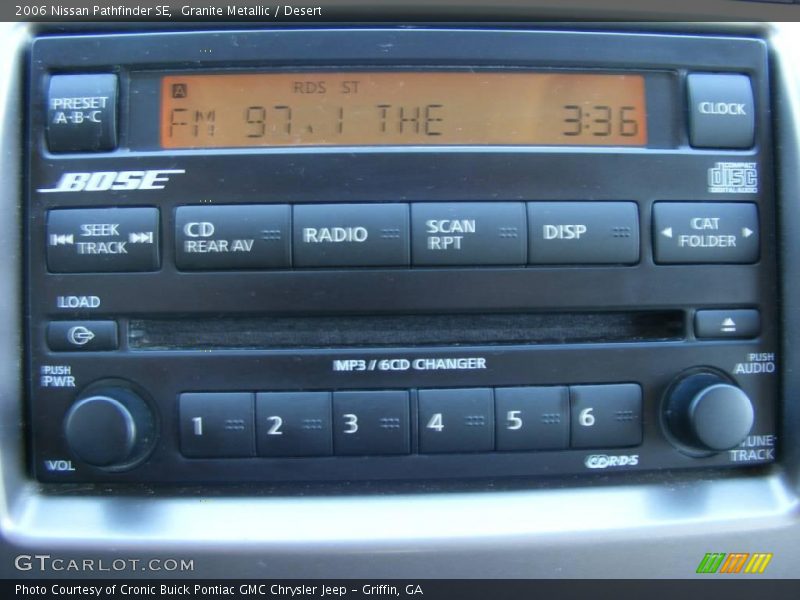 2006 Nissan Pathfinder SE,  Granite Metallic / Desert
PRESET
A·B·C
A RDS ST
FM 97.1 THE 3:36
CLOCK
BOSE
COMPACT
DISC
DIGITAL AUDIO
SEEK
TRACK
CD
REAR AV
RADIO
SCAN
RPT
DISP
CAT
FOLDER
LOAD
MP3 / 6CD CHANGER
PUSH
PWR
PUSH
AUDIO
1 2 3 4 5 6
VOL
R·D·S
TUNE
TRACK
GTCARLOT.COM
Photo Courtesy of Cronic Buick Pontiac GMC Chrysler Jeep - Griffin, GA